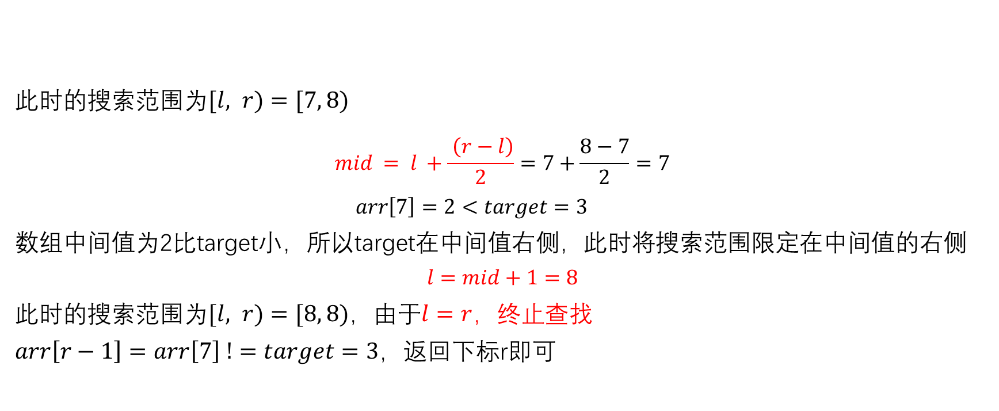 此时的搜索范围为[l, r) = [7,8)
mid = l + (r − l)/2 = 7 + (8 − 7)/2 = 7
arr[7] = 2 < target = 3
数组中间值为2比target小，所以target在中间值右侧，此时将搜索范围限定在中间值的右侧
l = mid + 1 = 8
此时的搜索范围为[l, r) = [8,8)，由于l = r，终止查找
arr[r − 1] = arr[7] ! = target = 3，返回下标r即可